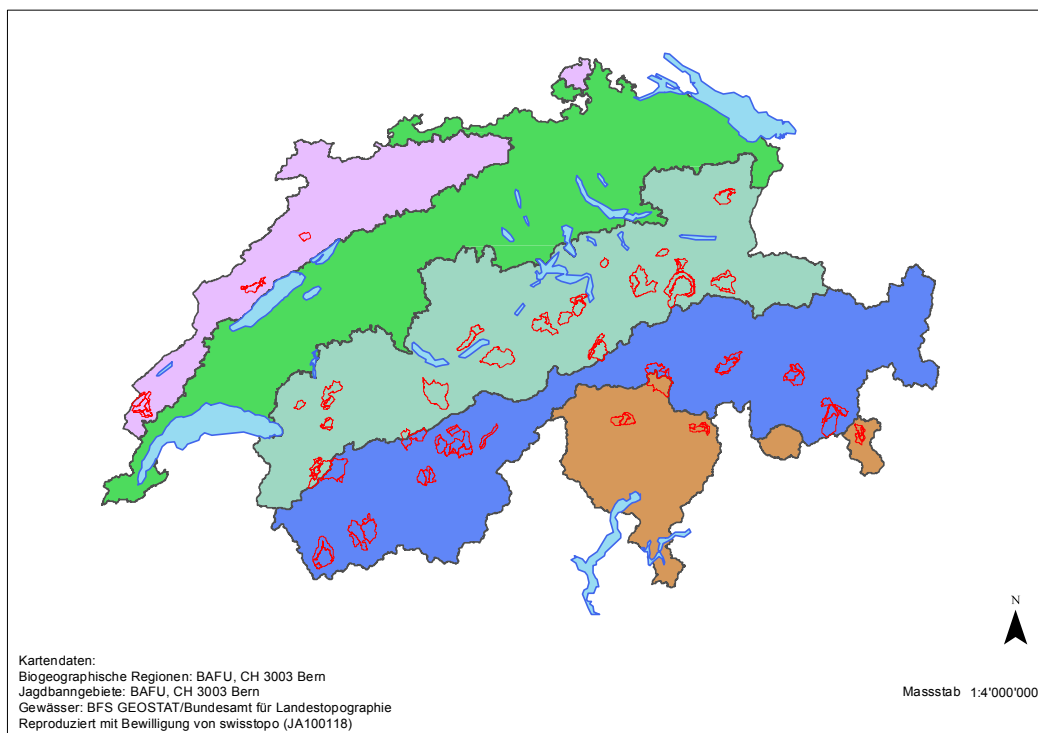 N
Kartendaten:
Biogeographische Regionen: BAFU, CH 3003 Bern
Jagdbanngebiete: BAFU, CH 3003 Bern
Gewässer: BFS GEOSTAT/Bundesamt für Landestopographie
Reproduziert mit Bewilligung von swisstopo (JA100118)
Massstab 1:4'000'000